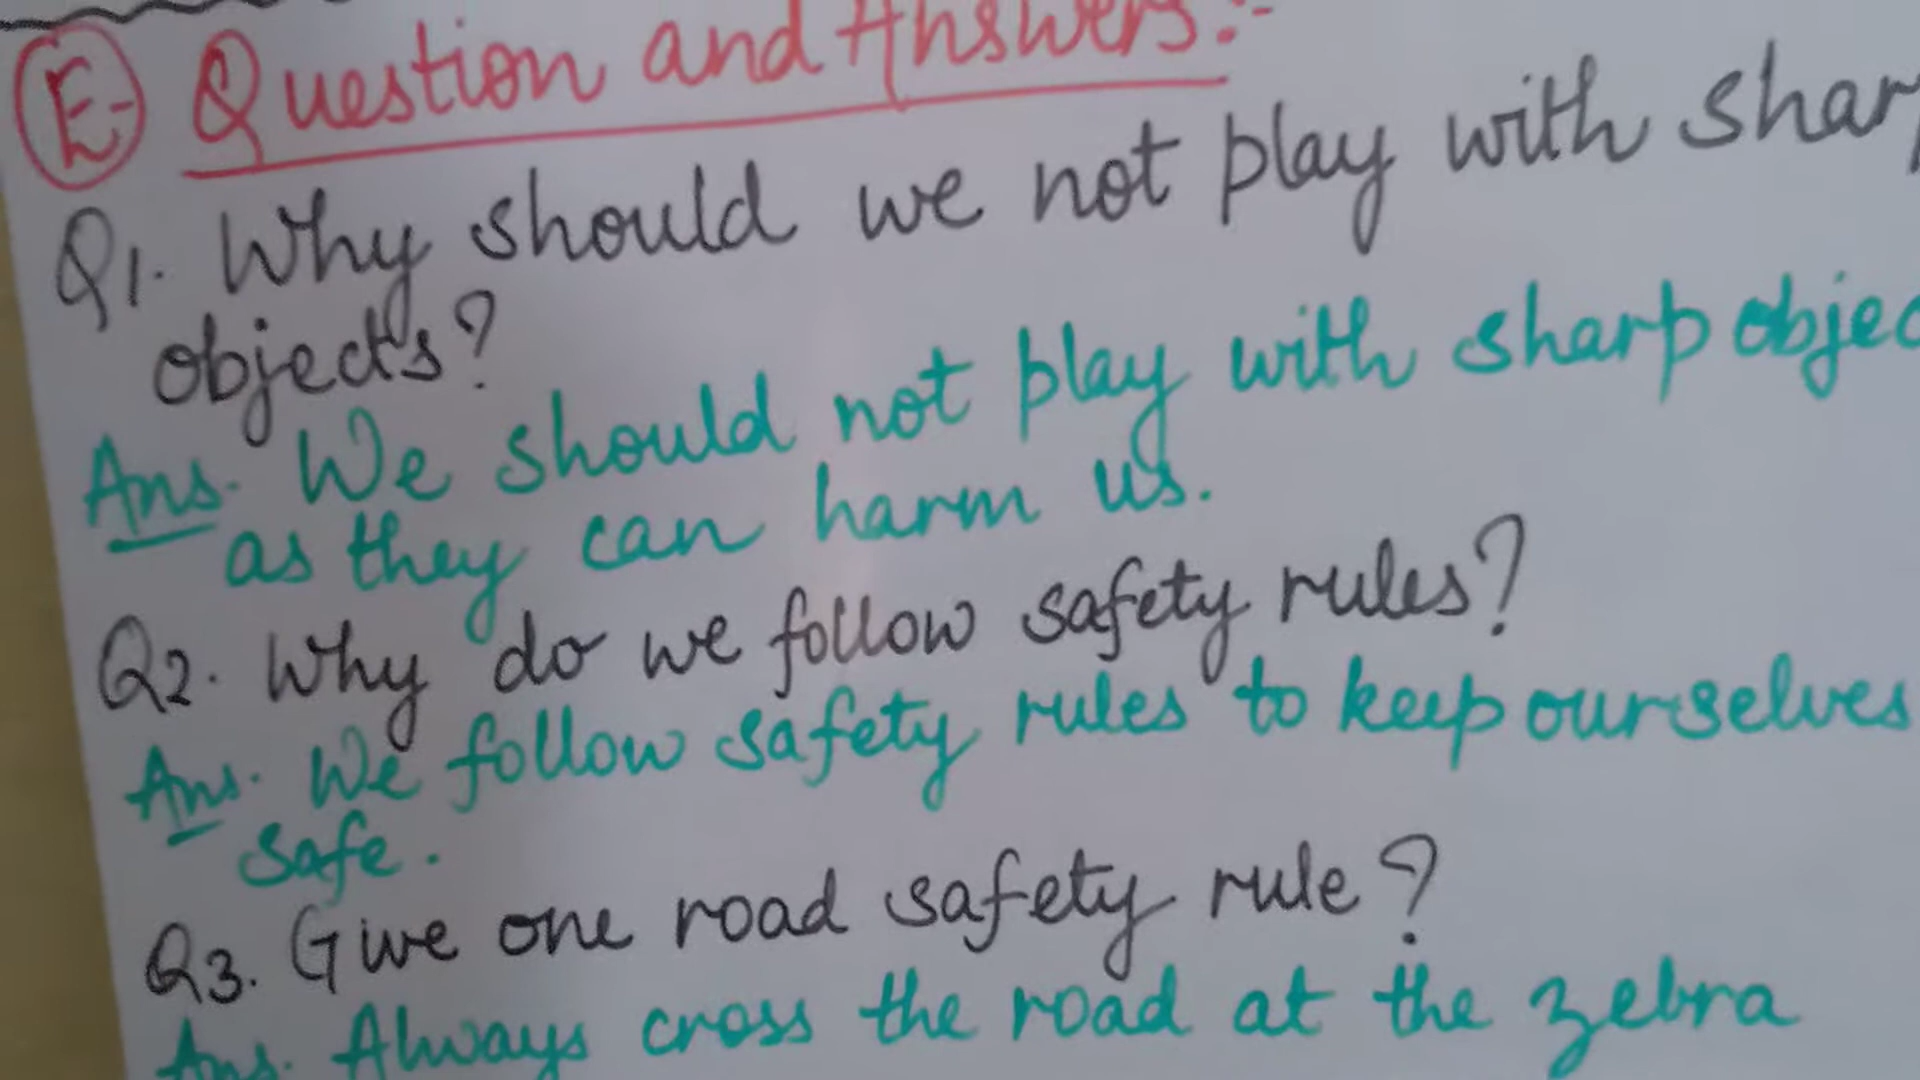 E- Question and Answers:-
Q1. Why should we not play with shar
objects?
Ans. We should not play with sharp objec
as they can harm us.
Q2. Why do we follow safety rules?
Ans. We follow safety rules to keep ourselves
safe.
Q3. Give one road safety rule?
Ans. Always cross the road at the zebra